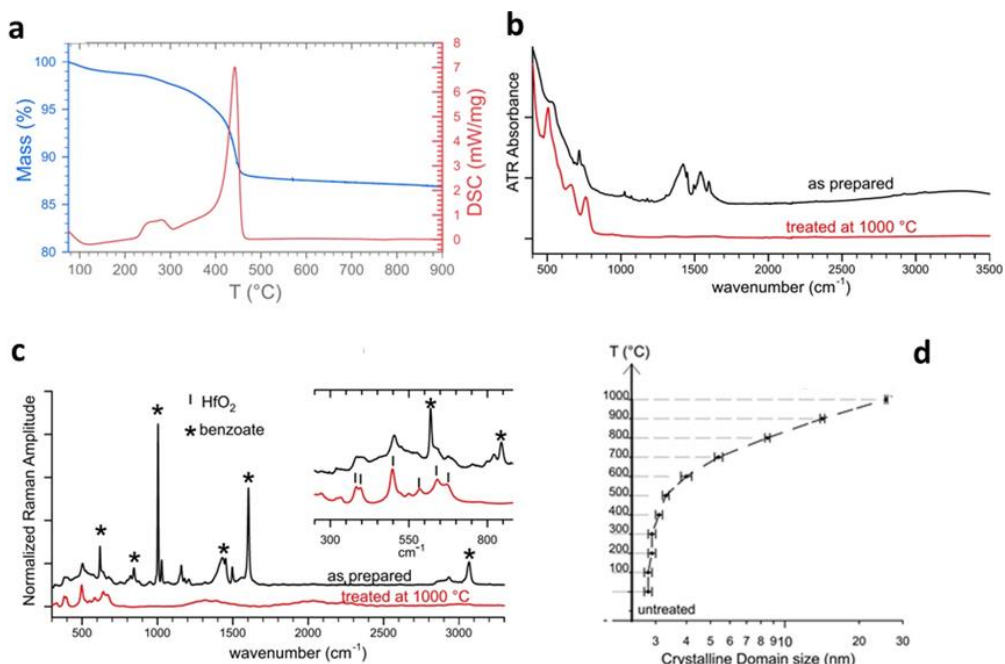 a
100
95
90
85
80
Mass (%)
8
7
6
5
4
3
2
1
0
DSC (mW/mg)
100 200 300 400 500 600 700 800 900
T (°C)
b
ATR Absorbance
as prepared
treated at 1000 °C
500 1000 1500 2000 2500 3000 3500
wavenumber (cm⁻¹)
c
Normalized Raman Amplitude
I HfO₂
* benzoate
* * * * * *
* *
300 550 800
cm⁻¹
as prepared
treated at 1000 °C
500 1000 1500 2000 2500 3000
wavenumber (cm⁻¹)
d
T (°C)
1000
900
800
700
600
500
400
300
200
100
untreated
3 4 5 6 7 8 9 10 20 30
Crystalline Domain size (nm)